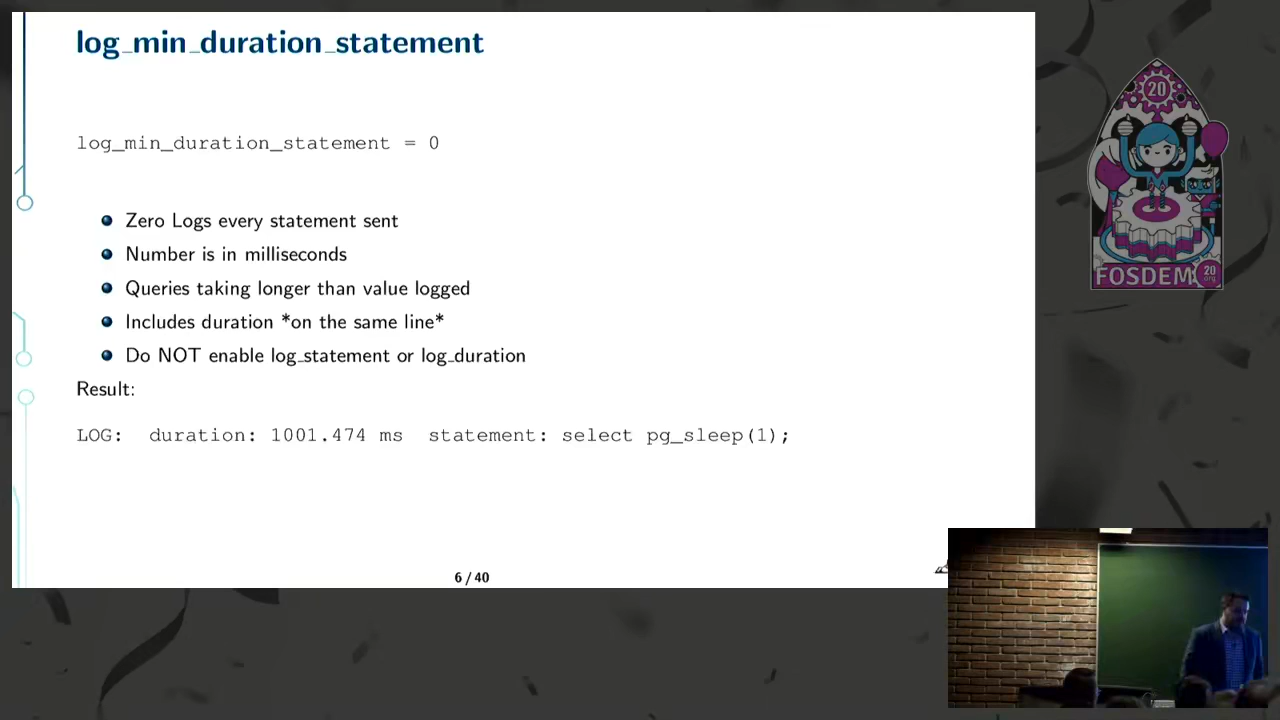 log_min_duration_statement
log_min_duration_statement = 0
Zero Logs every statement sent
Number is in milliseconds
Queries taking longer than value logged
Includes duration *on the same line*
Do NOT enable log_statement or log_duration
Result:
LOG:  duration: 1001.474 ms  statement: select pg_sleep(1);
6 / 40
20
FOSDEM
20
.org